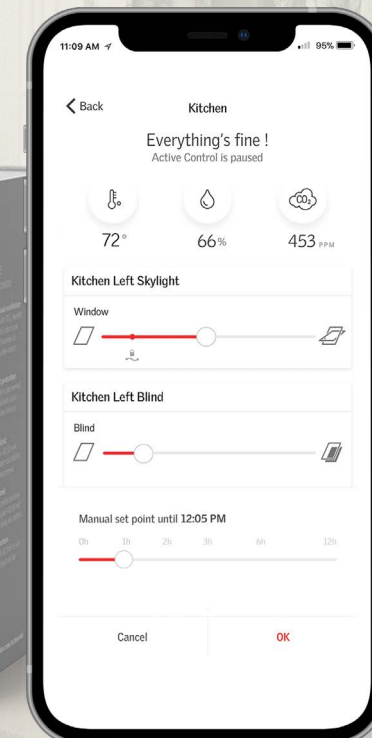 11:09 AM
95%
Back
Kitchen
Everything's fine !
Active Control is paused
CO2
72°
66%
453 PPM
Kitchen Left Skylight
Window
Kitchen Left Blind
Blind
Manual set point until 12:05 PM
0h 1h 2h 3h 6h 12h
Cancel
OK